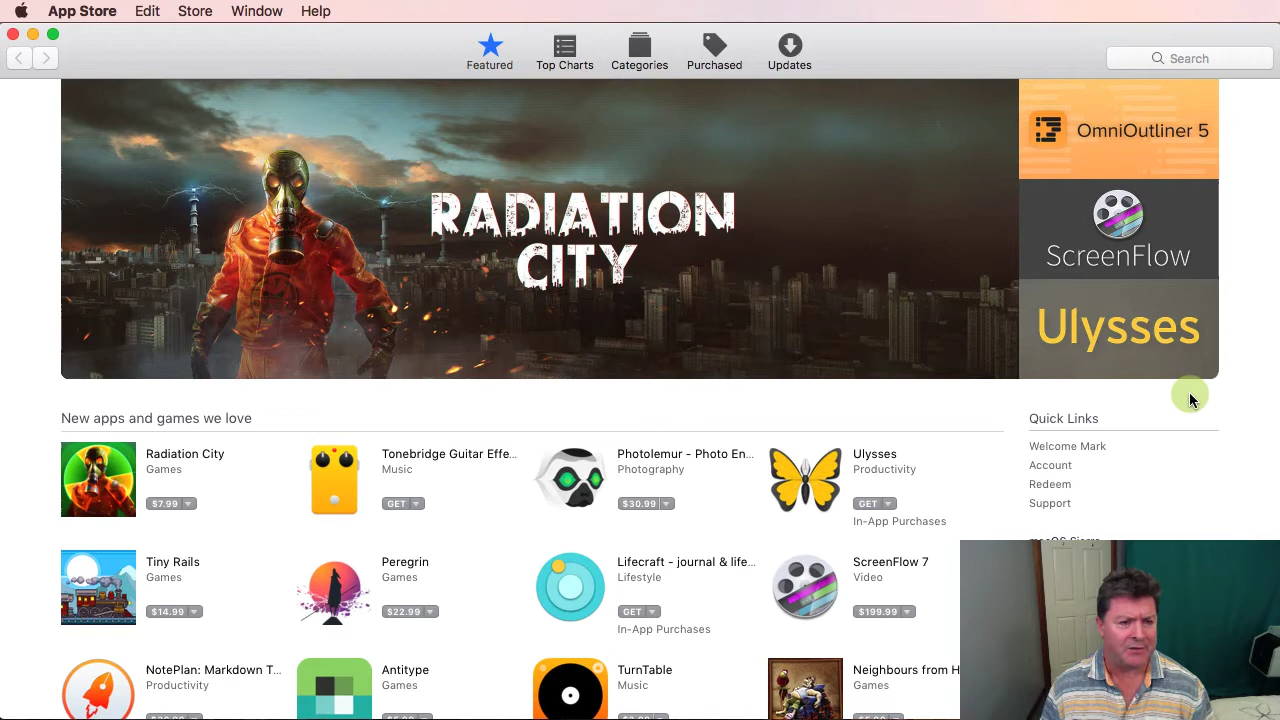 App Store Edit Store Window Help
Featured Top Charts Categories Purchased Updates
Search
RADIATION
CITY
OmniOutliner 5
ScreenFlow
Ulysses
New apps and games we love
Quick Links
Radiation City
Games
$7.99
Tonebridge Guitar Effe...
Music
GET
Photolemur - Photo En...
Photography
$30.99
Ulysses
Productivity
GET
In-App Purchases
Welcome Mark
Account
Redeem
Support
Tiny Rails
Games
$14.99
Peregrin
Games
$22.99
Lifecraft - journal & life...
Lifestyle
GET
In-App Purchases
ScreenFlow 7
Video
$199.99
NotePlan: Markdown T...
Productivity
Antitype
Games
TurnTable
Music
Neighbours from H
Games